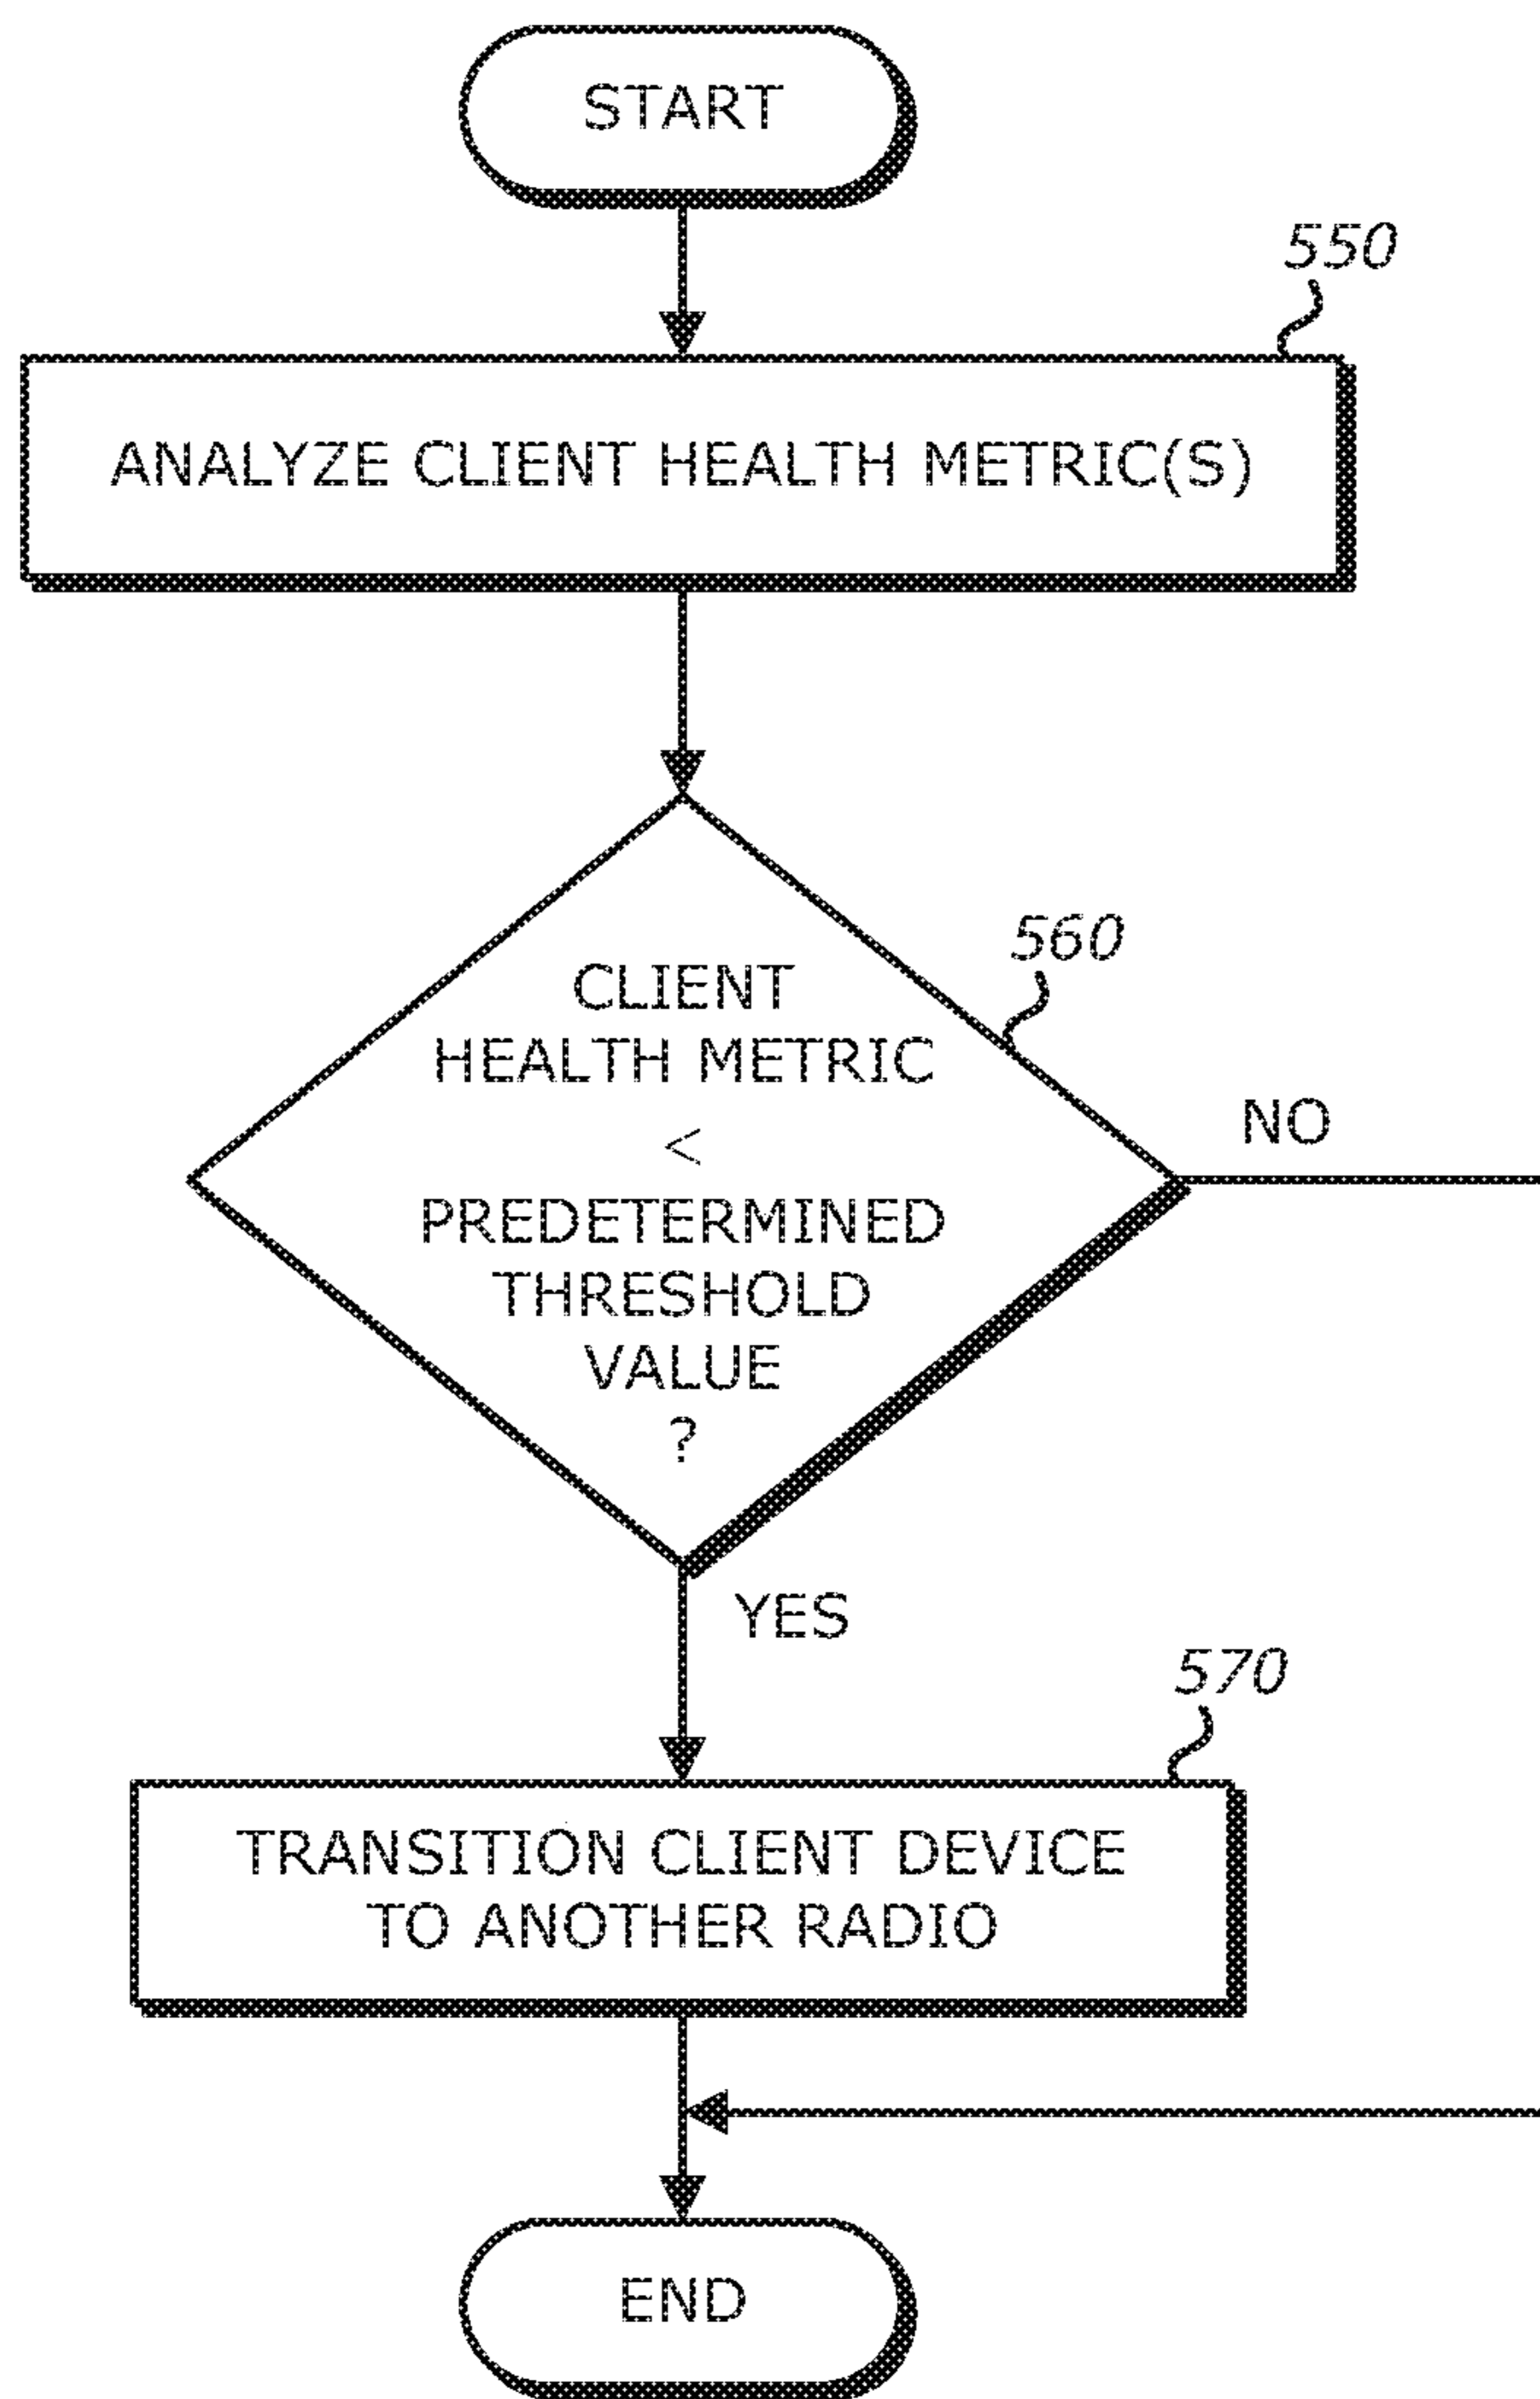 START
550
ANALYZE CLIENT HEALTH METRIC(S)
560
CLIENT
HEALTH METRIC
<
PREDETERMINED
THRESHOLD
VALUE
?
NO
YES
570
TRANSITION CLIENT DEVICE
TO ANOTHER RADIO
END